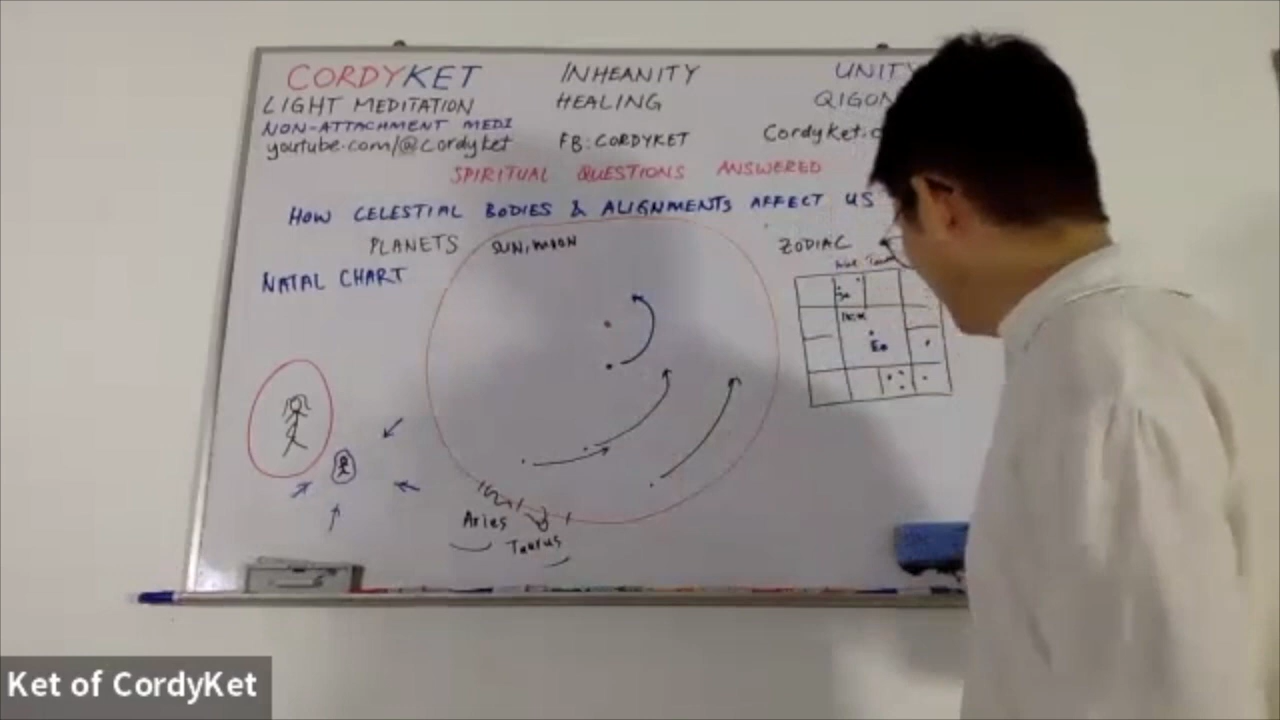 CORDYKET INHEANITY UNITY
LIGHT MEDITATION HEALING QIGON
NON-ATTACHMENT MEDI
youtube.com/@cordyket FB: CORDYKET Cordyket.c
SPIRITUAL QUESTIONS ANSWERED
HOW CELESTIAL BODIES & ALIGNMENTS AFFECT US
PLANETS SUN, MOON ZODIAC
NATAL CHART
Aries
Taurus
Ket of CordyKet